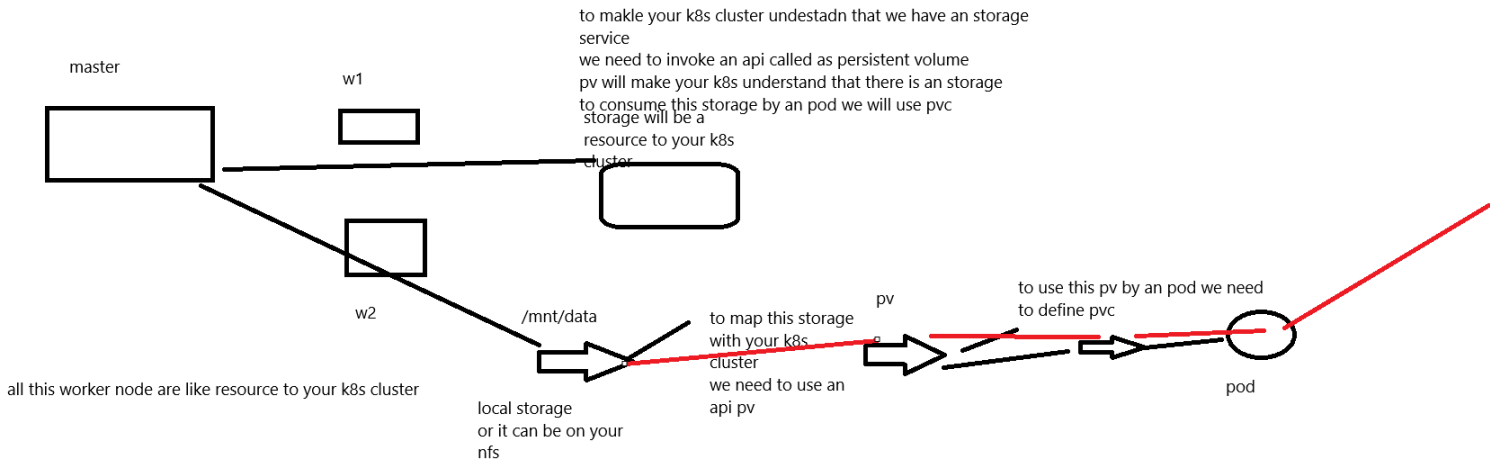 to makle your k8s cluster undestadn that we have an storage
service
we need to invoke an api called as persistent volume
pv will make your k8s understand that there is an storage
to consume this storage by an pod we will use pvc
storage will be a
resource to your k8s
cluster
master
w1
w2
/mnt/data
pv
to use this pv by an pod we need
to define pvc
to map this storage
with your k8s
cluster
we need to use an
api pv
all this worker node are like resource to your k8s cluster
local storage
or it can be on your
nfs
pod